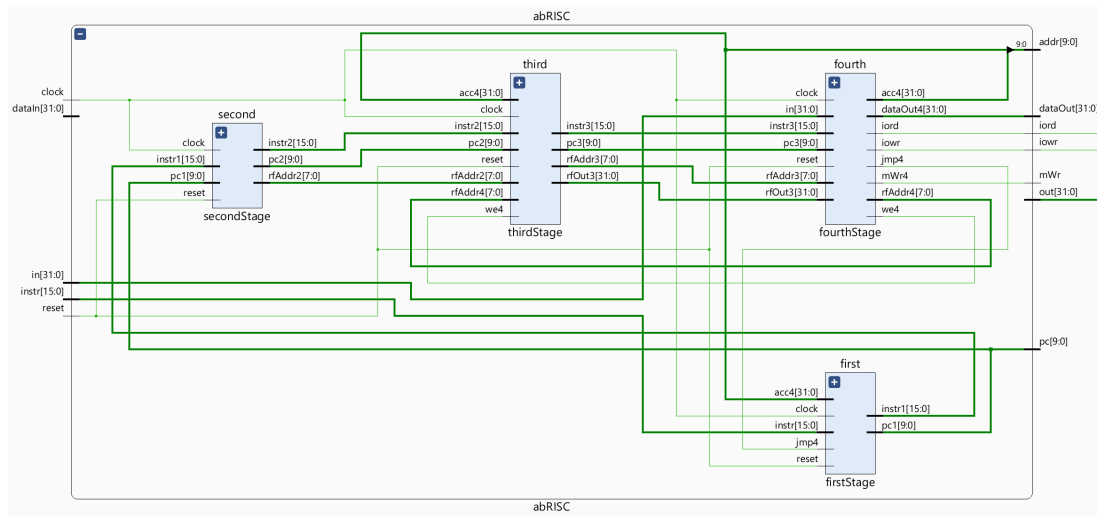 abRISC
clock
dataIn[31:0]
in[31:0]
instr[15:0]
reset
second
clock
instr1[15:0]
pc1[9:0]
reset
instr2[15:0]
pc2[9:0]
rfAddr2[7:0]
secondStage
third
acc4[31:0]
clock
instr2[15:0]
pc2[9:0]
reset
rfAddr2[7:0]
rfAddr4[7:0]
we4
instr3[15:0]
pc3[9:0]
rfAddr3[7:0]
rfOut3[31:0]
thirdStage
fourth
clock
in[31:0]
instr3[15:0]
pc3[9:0]
reset
rfAddr3[7:0]
rfOut3[31:0]
acc4[31:0]
dataOut4[31:0]
iord
iowr
jmp4
mWr4
rfAddr4[7:0]
we4
fourthStage
first
acc4[31:0]
clock
instr[15:0]
jmp4
reset
instr1[15:0]
pc1[9:0]
firstStage
9:0
addr[9:0]
dataOut[31:0]
iord
iowr
mWr
out[31:0]
pc[9:0]
abRISC